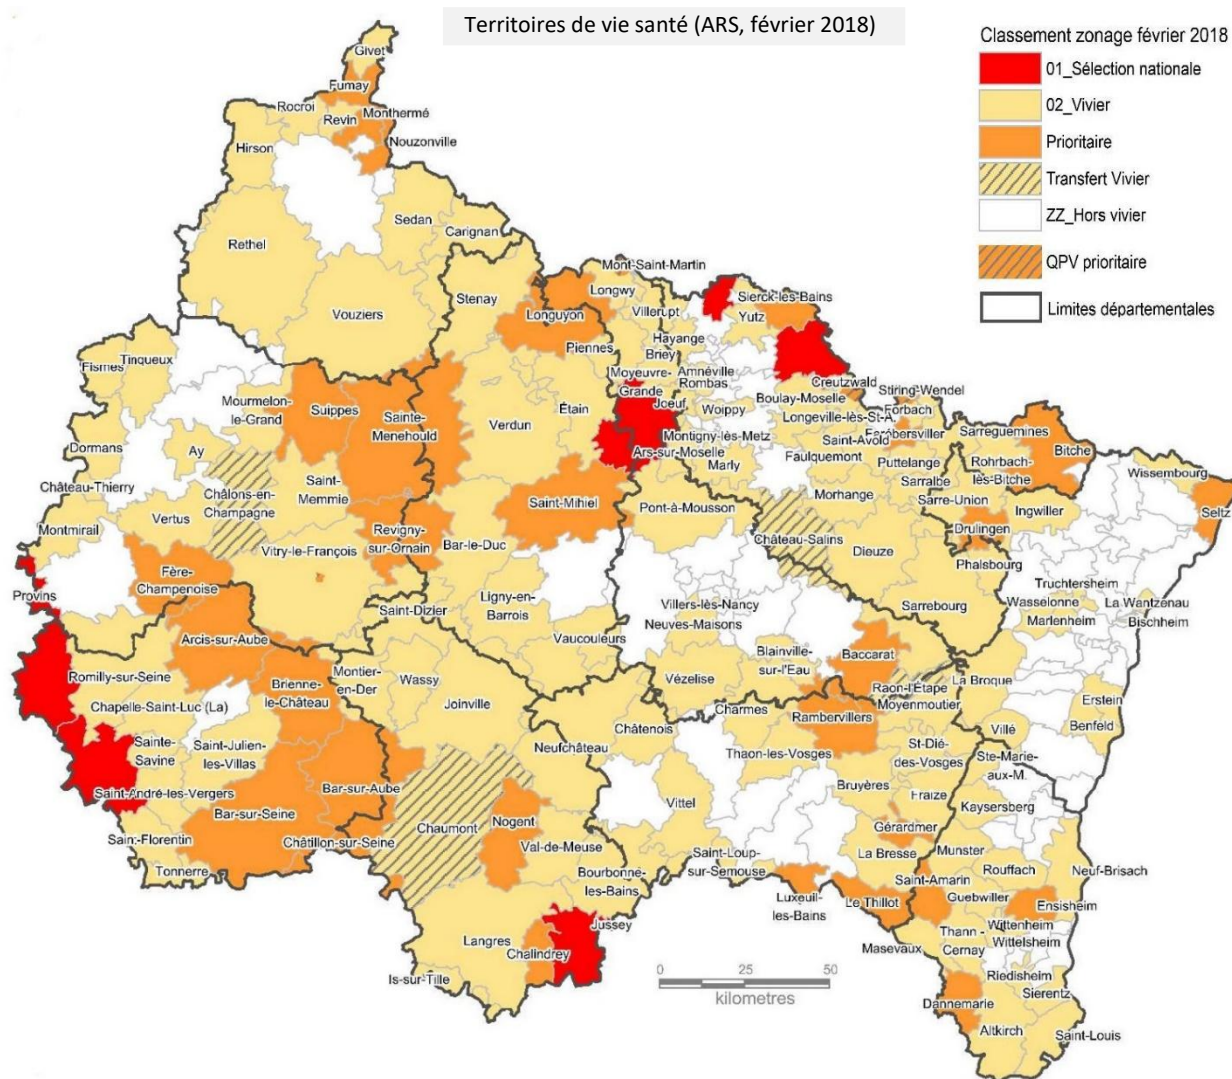 Territoires de vie santé (ARS, février 2018)
Classement zonage février 2018
01_Sélection nationale
02_Vivier
Prioritaire
Transfert Vivier
ZZ_Hors vivier
QPV prioritaire
Limites départementales
Givet
Fumay
Rocroi
Monthermé
Revin
Nouzonville
Hirson
Sedan
Rethel
Carignan
Mont-Saint-Martin
Stenay
Longwy
Sierck-les-Bains
Vouziers
Longuyon
Villerupt
Yutz
Hayange
Piennes
Briey
Tinqueux
Fismes
Moyeuvre-
Grande
Amnéville
Rombas
Creutzwald
Stiring-Wendel
Mourmelon-
le-Grand
Suippes
Sainte-
Menehould
Étain
Jœuf
Woippy
Boulay-Moselle
Longeville-lès-St-A.
Forbach
Farébersviller
Verdun
Dormans
Ay
Montigny-lès-Metz
Saint-Avold
Sarreguemines
Bitche
Ars-sur-Moselle
Faulquemont
Puttelange
Rohrbach-
lès-Bitche
Wissembourg
Marly
Sarralbe
Château-Thierry
Châlons-en-
Champagne
Saint-
Memmie
Saint-Mihiel
Morhange
Sarre-Union
Ingwiller
Seltz
Montmirail
Vertus
Revigny-
sur-Ornain
Pont-à-Mousson
Drulingen
Vitry-le-François
Bar-le-Duc
Château-Salins
Dieuze
Phalsbourg
Fère-
Champenoise
Provins
Truchtersheim
Saint-Dizier
Ligny-en-
Barrois
Villers-lès-Nancy
Neuves-Maisons
Sarrebourg
Wasselonne
Marlenheim
La Wantzenau
Bischheim
Arcis-sur-Aube
Vaucouleurs
Blainville-
sur-l'Eau
Baccarat
Romilly-sur-Seine
Brienne-
le-Château
Montier-
en-Der
Wassy
Vézelise
Raon-l'Étape
Moyenmoutier
La Broque
Chapelle-Saint-Luc (La)
Joinville
Charmes
Rambervillers
Erstein
Benfeld
Châtenois
Villé
Sainte-
Savine
Saint-Julien-
les-Villas
Neufchâteau
Thaon-les-Vosges
St-Dié-
des-Vosges
Ste-Marie-
aux-M.
Saint-André-les-Vergers
Bar-sur-Aube
Vittel
Bruyères
Fraize
Kaysersberg
Bar-sur-Seine
Chaumont
Nogent
Gérardmer
Saint-Florentin
Châtillon-sur-Seine
Val-de-Meuse
Saint-Loup-
sur-Semouse
La Bresse
Munster
Rouffach
Neuf-Brisach
Tonnerre
Bourbonne-
les-Bains
Saint-Amarin
Guebwiller
Luxeuil-
les-Bains
Le Thillot
Ensisheim
Jussey
Thann -
Cernay
Wittenheim
Wittelsheim
Langres
Chalindrey
Masevaux
Is-sur-Tille
Riedisheim
Sierentz
Dannemarie
Altkirch
Saint-Louis
0 25 50
kilometres